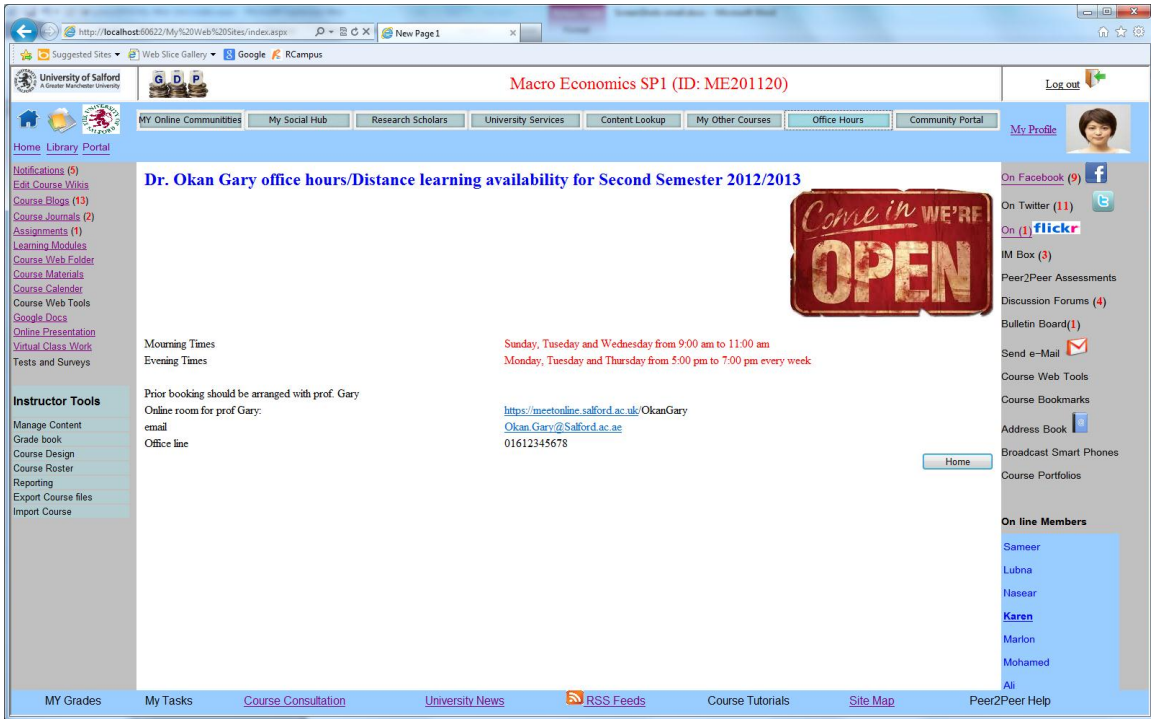 http://localhost:60622/My%20Web%20Sites/index.aspx
New Page 1
Suggested Sites
Web Slice Gallery
Google
RCampus
University of Salford
A Greater Manchester University
G D P
Macro Economics SP1 (ID: ME201120)
Log out
MY Online Communitities
My Social Hub
Research Scholars
University Services
Content Lookup
My Other Courses
Office Hours
Community Portal
My Profile
Home Library Portal
Notifications (5)
Edit Course Wikis
Course Blogs (13)
Course Journals (2)
Assignments (1)
Learning Modules
Course Web Folder
Course Materials
Course Calender
Course Web Tools
Google Docs
Online Presentation
Virtual Class Work
Tests and Surveys
Instructor Tools
Manage Content
Grade book
Course Design
Course Roster
Reporting
Export Course files
Import Course
Dr. Okan Gary office hours/Distance learning availability for Second Semester 2012/2013
Come in WE'RE
OPEN
Mourning Times Sunday, Tuseday and Wednesday from 9:00 am to 11:00 am
Evening Times Monday, Tuesday and Thursday from 5:00 pm to 7:00 pm every week
Prior booking should be arranged with prof. Gary
Online room for prof Gary: https://meetonline.salford.ac.uk/OkanGary
email Okan.Gary@Salford.ac.ae
Office line 01612345678
Home
On Facebook (9)
On Twitter (11)
On (1) flickr
IM Box (3)
Peer2Peer Assessments
Discussion Forums (4)
Bulletin Board(1)
Send e-Mail
Course Web Tools
Course Bookmarks
Address Book
Broadcast Smart Phones
Course Portfolios
On line Members
Sameer
Lubna
Nasear
Karen
Marlon
Mohamed
Ali
MY Grades
My Tasks
Course Consultation
University News
RSS Feeds
Course Tutorials
Site Map
Peer2Peer Help